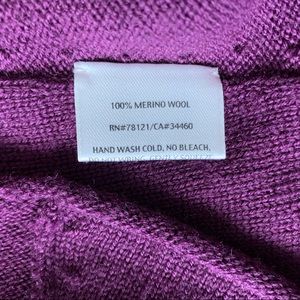 100% MERINO WOOL
RN#78121/CA#34460
HAND WASH COLD, NO BLEACH,